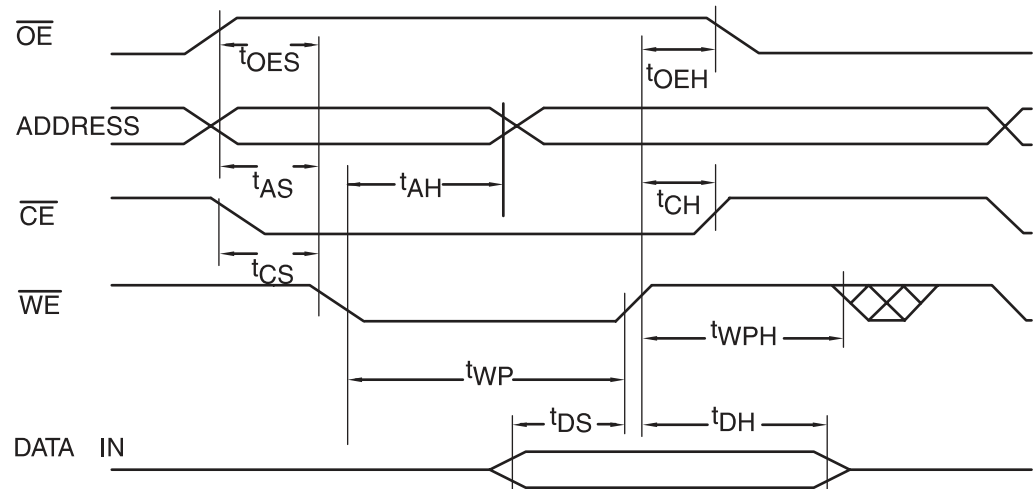 OE
tOES
tOEH
ADDRESS
tAS
tAH
tCH
CE
tCS
WE
tWPH
tWP
tDS
tDH
DATA IN